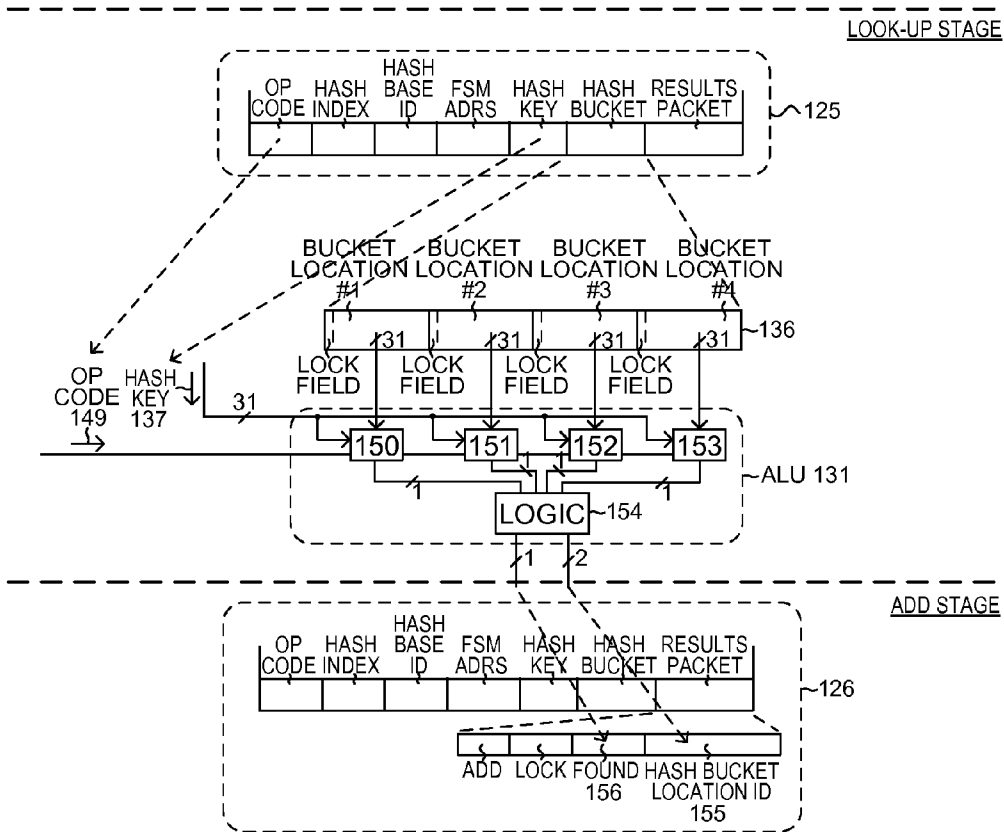 LOOK-UP STAGE
OP CODE
HASH INDEX
HASH BASE ID
FSM ADRS
HASH KEY
HASH BUCKET
RESULTS PACKET
125
BUCKET LOCATION #1
BUCKET LOCATION #2
BUCKET LOCATION #3
BUCKET LOCATION #4
31
31
31
31
136
LOCK FIELD
LOCK FIELD
LOCK FIELD
LOCK FIELD
OP CODE 149
HASH KEY 137
31
150
151
152
153
1
1
1
1
ALU 131
LOGIC
154
1
2
ADD STAGE
OP CODE
HASH INDEX
HASH BASE ID
FSM ADRS
HASH KEY
HASH BUCKET
RESULTS PACKET
126
ADD
LOCK
FOUND 156
HASH BUCKET LOCATION ID 155